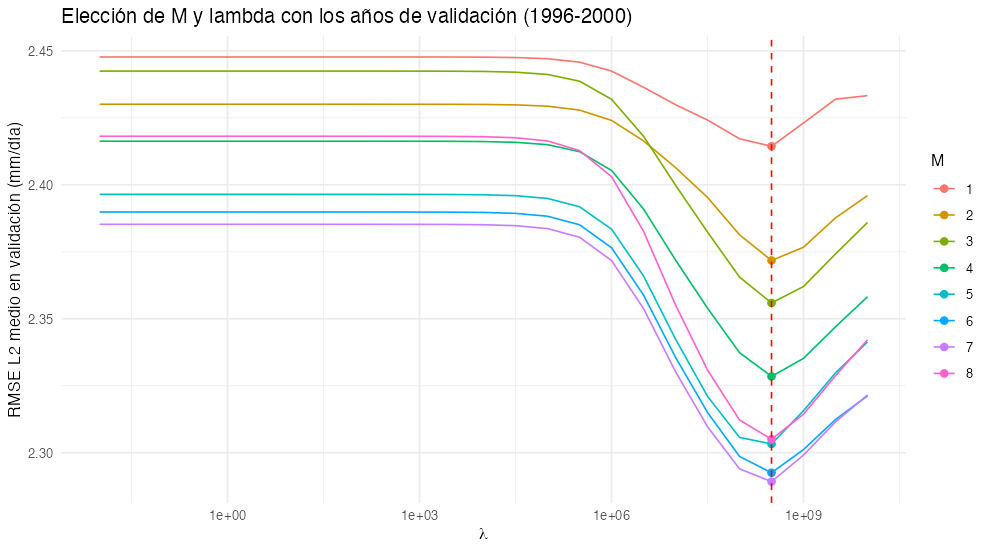 Elección de M y lambda con los años de validación (1996-2000)
RMSE L2 medio en validación (mm/día)
2.45
2.40
2.35
2.30
1e+00
1e+03
1e+06
1e+09
λ
M
1
2
3
4
5
6
7
8